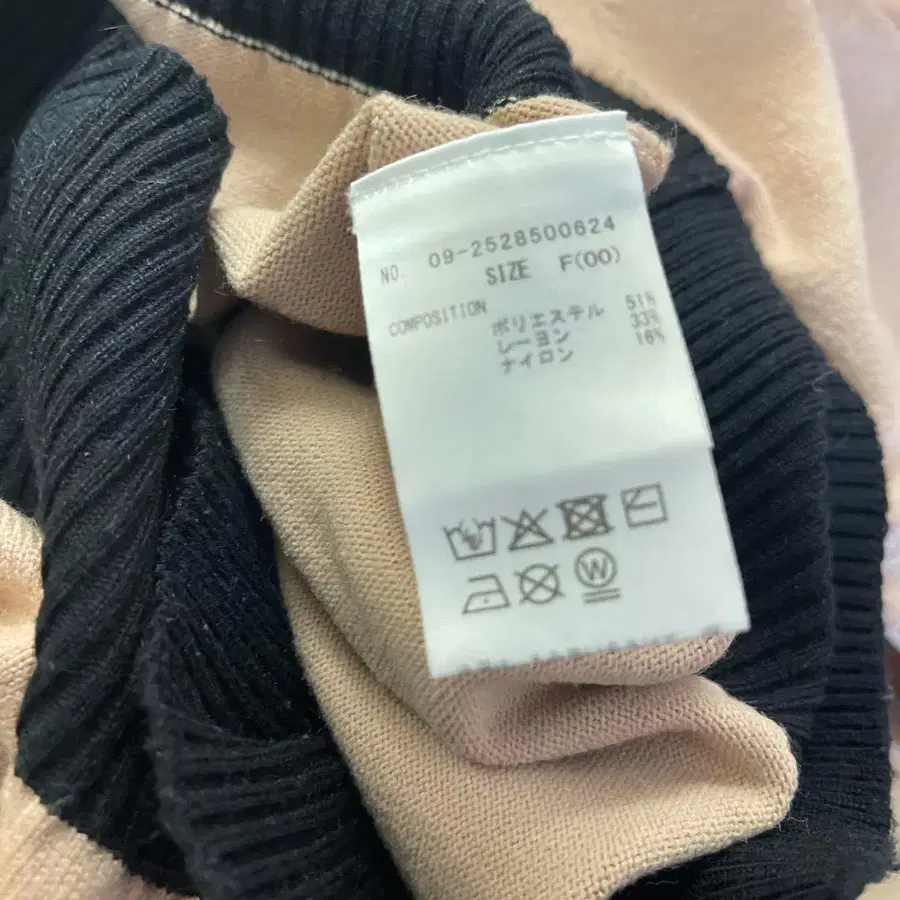 NO. 09-2528500624
SIZE F(00)
COMPOSITION ポリエステル 51%
レーヨン 33%
ナイロン 16%
W